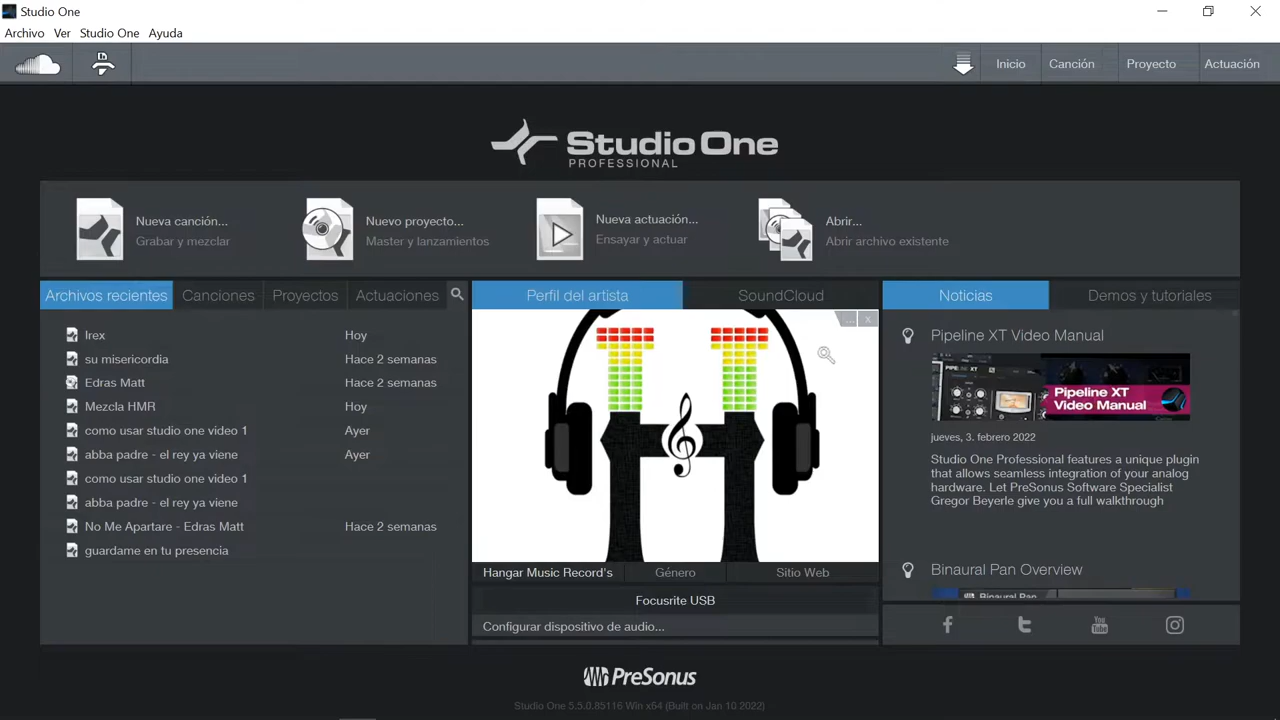 Studio One
Archivo Ver Studio One Ayuda
Inicio Canción Proyecto Actuación
Studio One
PROFESSIONAL
Nueva canción...
Grabar y mezclar
Nuevo proyecto...
Master y lanzamientos
Nueva actuación...
Ensayar y actuar
Abrir...
Abrir archivo existente
Archivos recientes Canciones Proyectos Actuaciones
Irex Hoy
su misericordia Hace 2 semanas
Edras Matt Hace 2 semanas
Mezcla HMR Hoy
como usar studio one video 1 Ayer
abba padre - el rey ya viene Ayer
como usar studio one video 1
abba padre - el rey ya viene
No Me Apartare - Edras Matt Hace 2 semanas
guardame en tu presencia
Perfil del artista SoundCloud
... x
Hangar Music Record's Género Sitio Web
Focusrite USB
Configurar dispositivo de audio...
Noticias Demos y tutoriales
Pipeline XT Video Manual
PIPELINE XT
Pipeline XT
Video Manual
jueves, 3. febrero 2022
Studio One Professional features a unique plugin
that allows seamless integration of your analog
hardware. Let PreSonus Software Specialist
Gregor Beyerle give you a full walkthrough
Binaural Pan Overview
Binaural Pan
You
Tube
PreSonus
Studio One 5.5.0.85116 Win x64 (Built on Jan 10 2022)